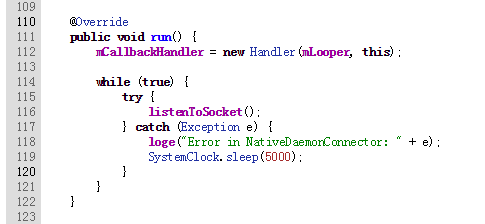 109
110 @Override
111 public void run() {
112 mCallbackHandler = new Handler(mLooper, this);
113
114 while (true) {
115 try {
116 listenToSocket();
117 } catch (Exception e) {
118 loge("Error in NativeDaemonConnector: " + e);
119 SystemClock.sleep(5000);
120 }
121 }
122 }
123